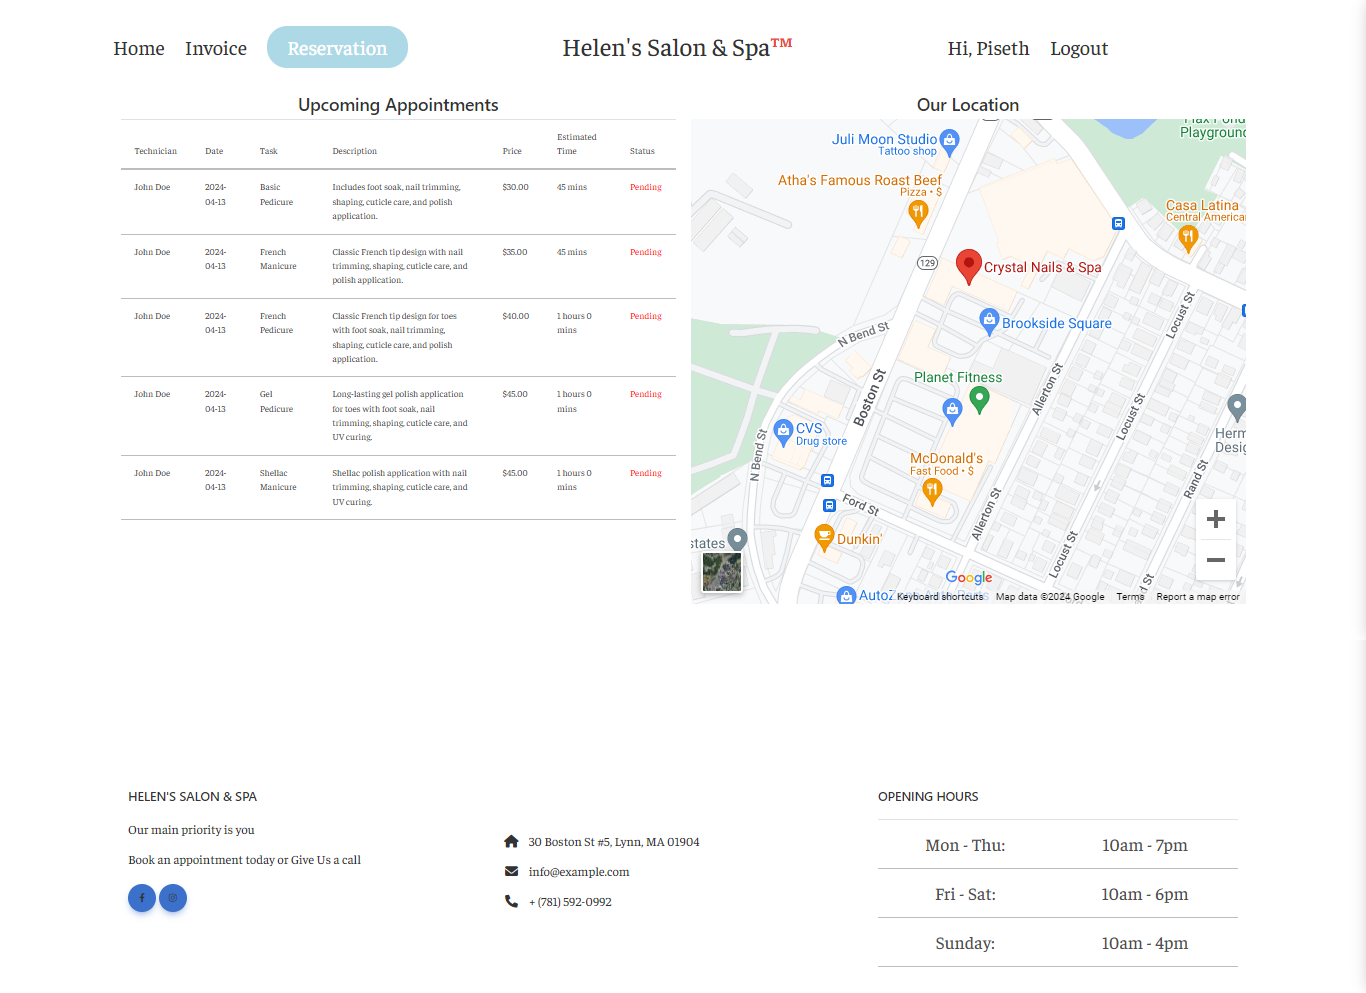 Home Invoice Reservation Helen's Salon & Spa™ Hi, Piseth Logout
Upcoming Appointments
Technician Date Task Description Price Estimated Time Status
John Doe 2024-04-13 Basic Pedicure Includes foot soak, nail trimming, shaping, cuticle care, and polish application. $30.00 45 mins Pending
John Doe 2024-04-13 French Manicure Classic French tip design with nail trimming, shaping, cuticle care, and polish application. $35.00 45 mins Pending
John Doe 2024-04-13 French Pedicure Classic French tip design for toes with foot soak, nail trimming, shaping, cuticle care, and polish application. $40.00 1 hours 0 mins Pending
John Doe 2024-04-13 Gel Pedicure Long-lasting gel polish application for toes with foot soak, nail trimming, shaping, cuticle care, and UV curing. $45.00 1 hours 0 mins Pending
John Doe 2024-04-13 Shellac Manicure Shellac polish application with nail trimming, shaping, cuticle care, and UV curing. $45.00 1 hours 0 mins Pending
Our Location
Playground
Juli Moon Studio
Tattoo shop
Atha's Famous Roast Beef
Pizza • $
Casa Latina
Central America
129
Crystal Nails & Spa
Brookside Square
N Bend St
Locust St
Planet Fitness
Allerton St
Boston St
Locust St
CVS
Drug store
N Bend St
McDonald's
Fast Food • $
Rand St
Ford St
Allerton St
Dunkin'
Locust St
Google
Keyboard shortcuts Map data ©2024 Google Terms Report a map error
HELEN'S SALON & SPA
Our main priority is you
Book an appointment today or Give Us a call
30 Boston St #5, Lynn, MA 01904
info@example.com
+ (781) 592-0992
OPENING HOURS
Mon - Thu: 10am - 7pm
Fri - Sat: 10am - 6pm
Sunday: 10am - 4pm